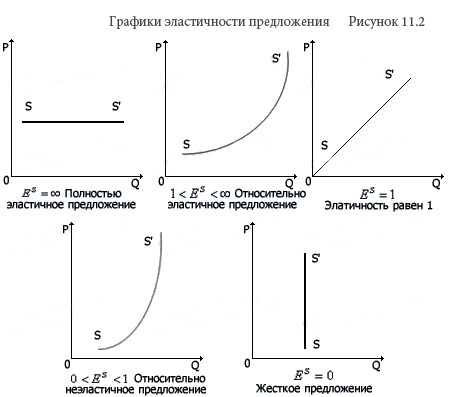 Графики эластичности предложения Рисунок 11.2
P
S S'
0 Q
E^S = ∞ Полностью
эластичное предложение
P
S'
S
0 Q
1 < E^S < ∞ Относительно
эластичное предложение
P
S'
S
0 Q
E^S = 1
Элатичность равен 1
P
S'
S
0 Q
0 < E^S < 1 Относительно
неэластичное предложение
P
S'
S
0 Q
E^S = 0
Жесткое предложение